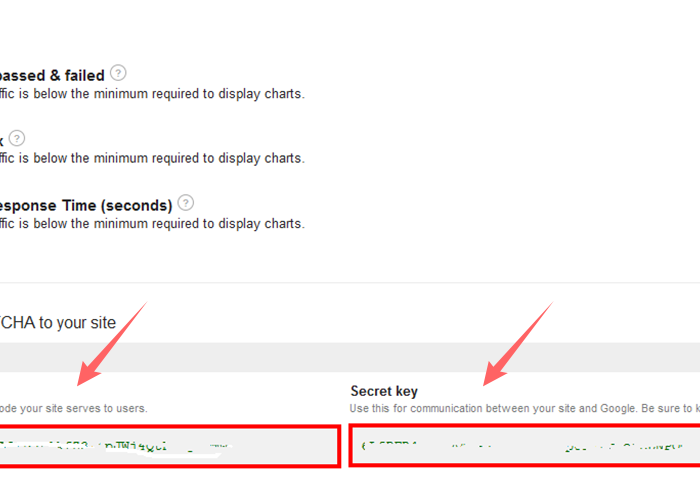 passed & failed ?
ffic is below the minimum required to display charts.
?
ffic is below the minimum required to display charts.
esponse Time (seconds) ?
ffic is below the minimum required to display charts.
CHA to your site
Secret key
ode your site serves to users.
Use this for communication between your site and Google. Be sure to k